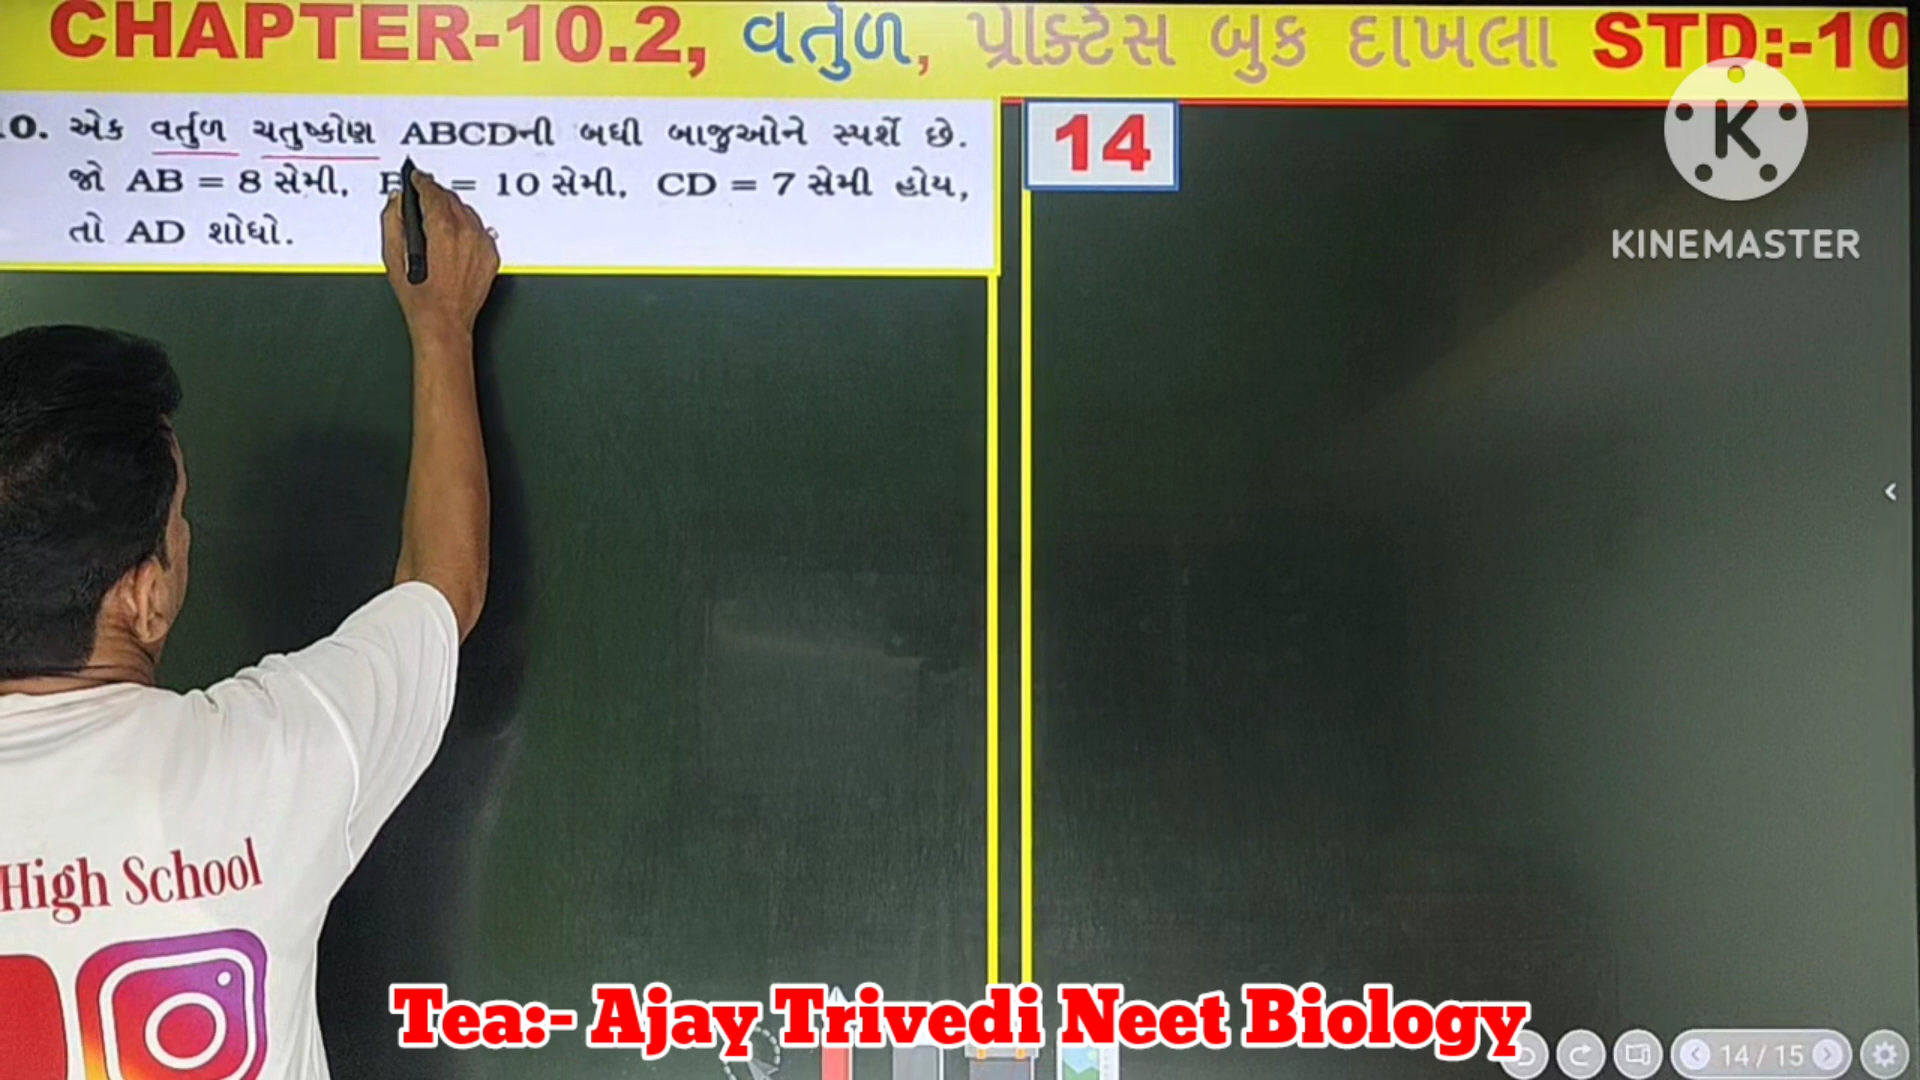 CHAPTER-10.2, વર્તુળ, પ્રેક્ટિસ બુક દાખલા STD:-10
0. એક વર્તુળ ચતુષ્કોણ ABCDની બધી બાજુઓને સ્પર્શે છે.
જો AB = 8 સેમી, = 10 સેમી, CD = 7 સેમી હોય,
તો AD શોધો.
14
KINEMASTER
High School
Tea:- Ajay Trivedi Neet Biology
14 / 15